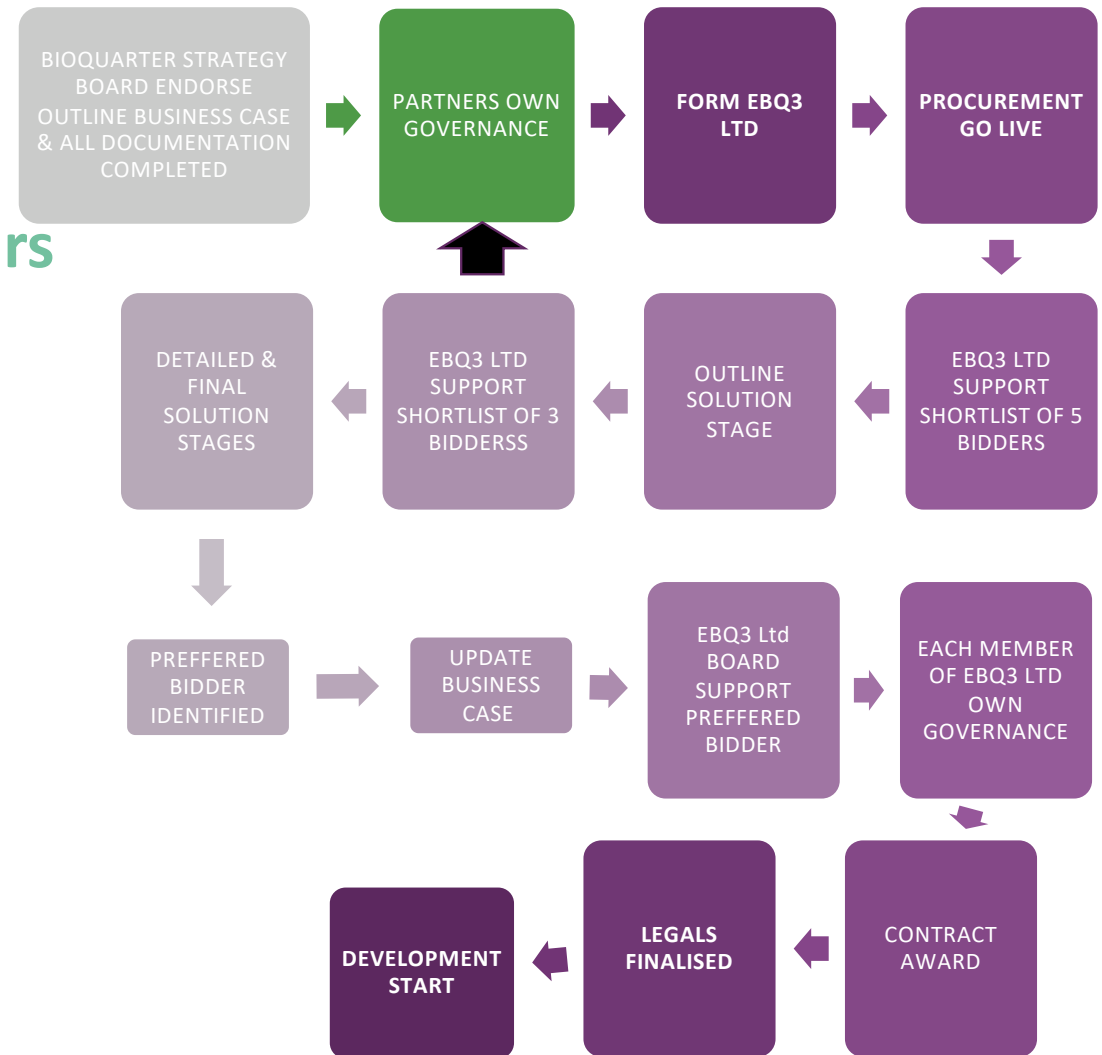 BIOQUARTER STRATEGY
BOARD ENDORSE
OUTLINE BUSINESS CASE
& ALL DOCUMENTATION
COMPLETED
PARTNERS OWN
GOVERNANCE
FORM EBQ3
LTD
PROCUREMENT
GO LIVE
rs
DETAILED &
FINAL
SOLUTION
STAGES
EBQ3 LTD
SUPPORT
SHORTLIST OF 3
BIDDERSS
OUTLINE
SOLUTION
STAGE
EBQ3 LTD
SUPPORT
SHORTLIST OF 5
BIDDERS
PREFFERED
BIDDER
IDENTIFIED
UPDATE
BUSINESS
CASE
EBQ3 Ltd
BOARD
SUPPORT
PREFFERED
BIDDER
EACH MEMBER
OF EBQ3 LTD
OWN
GOVERNANCE
DEVELOPMENT
START
LEGALS
FINALISED
CONTRACT
AWARD